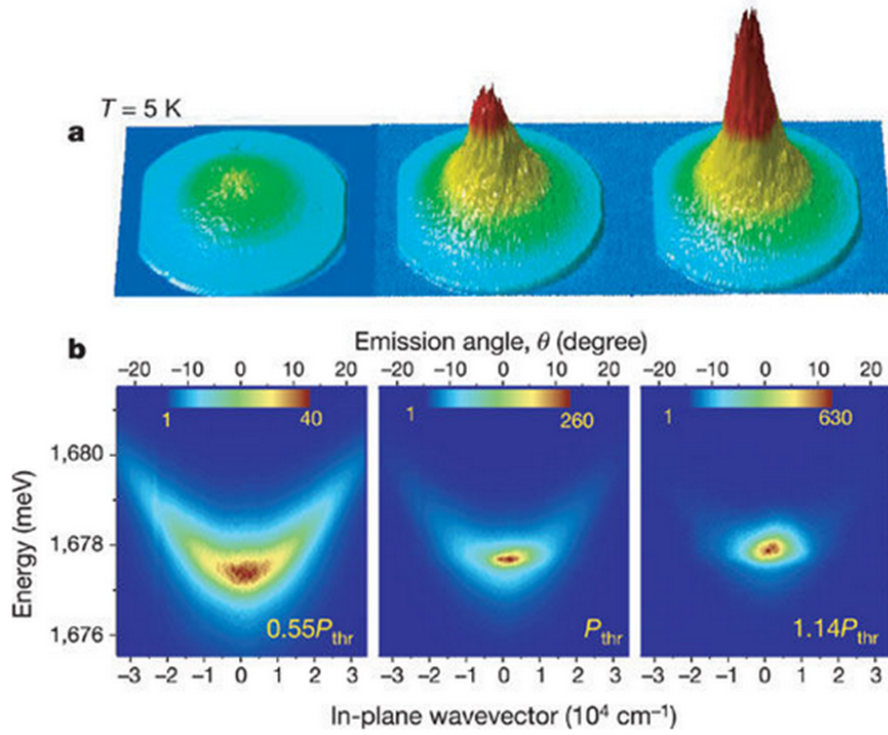 T = 5 K
a
b
Emission angle, θ (degree)
–20 –10 0 10 20 –20 –10 0 10 20 –20 –10 0 10 20
1 40 1 260 1 630
1,680
1,678
1,676
Energy (meV)
0.55Pthr Pthr 1.14Pthr
–3 –2 –1 0 1 2 3 –3 –2 –1 0 1 2 3 –3 –2 –1 0 1 2 3
In-plane wavevector (10⁴ cm⁻¹)